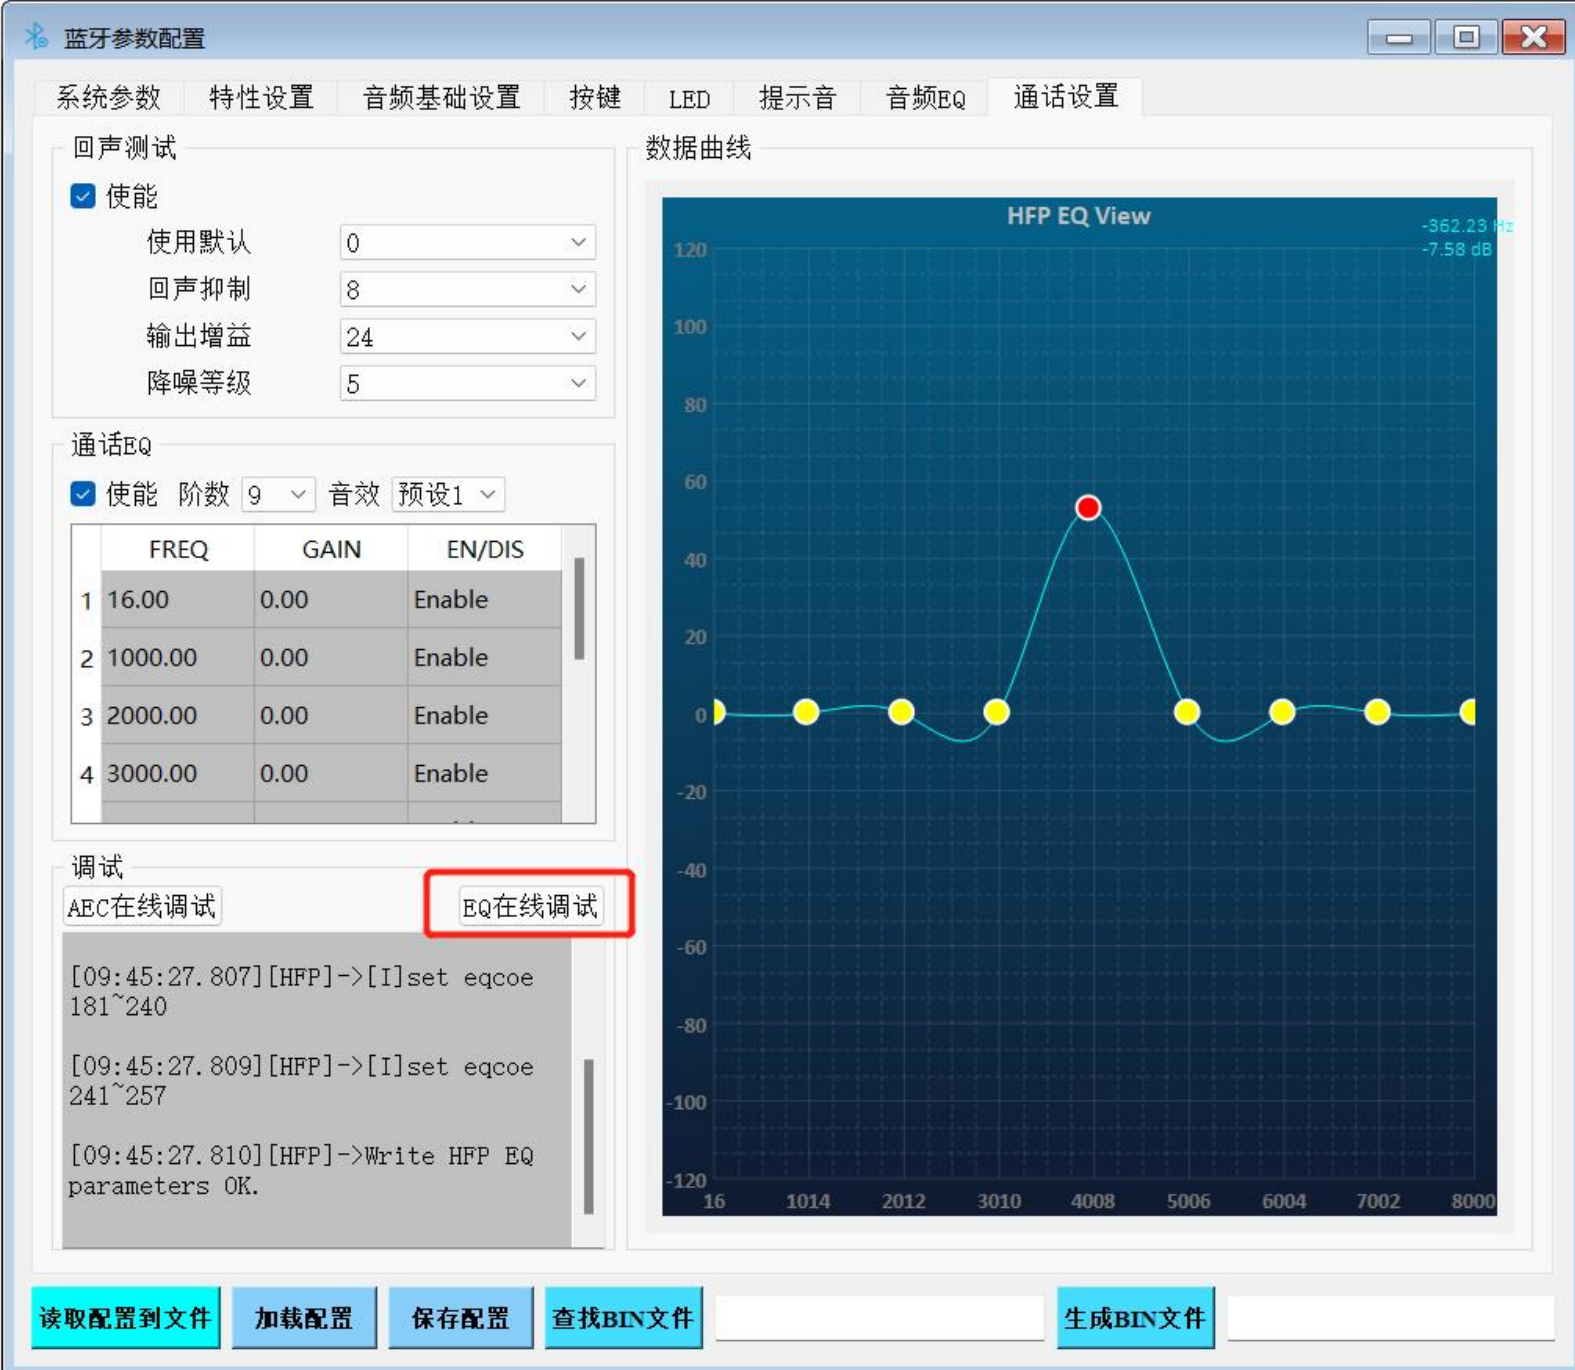 蓝牙参数配置
系统参数 特性设置 音频基础设置 按键 LED 提示音 音频EQ 通话设置
回声测试
使能
使用默认 0
回声抑制 8
输出增益 24
降噪等级 5
通话EQ
使能 阶数 9 音效 预设1
FREQ GAIN EN/DIS
1 16.00 0.00 Enable
2 1000.00 0.00 Enable
3 2000.00 0.00 Enable
4 3000.00 0.00 Enable
调试
AEC在线调试 EQ在线调试
[09:45:27.807][HFP]->[I]set eqcoe
181~240
[09:45:27.809][HFP]->[I]set eqcoe
241~257
[09:45:27.810][HFP]->Write HFP EQ
parameters OK.
数据曲线
HFP EQ View
-362.23 Hz
-7.58 dB
120
100
80
60
40
20
0
-20
-40
-60
-80
-100
-120
16 1014 2012 3010 4008 5006 6004 7002 8000
读取配置到文件 加载配置 保存配置 查找BIN文件 生成BIN文件